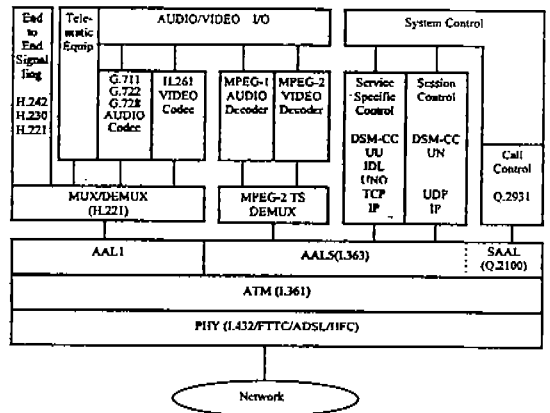 End
to
End
Signal
ling
H.242
H.230
H.221
Tele-
matic
Equip
AUDIO/VIDEO I/O
System Control
G.711
G.722
G.728
AUDIO
Codec
H.261
VIDEO
Codec
MPEG-1
AUDIO
Decoder
MPEG-2
VIDEO
Decoder
Service
Specific
Control
DSM-CC
UU
IDL
UNO
TCP
IP
Session
Control
DSM-CC
UN
UDP
IP
Call
Control
Q.2931
MUX/DEMUX
(H.221)
MPEG-2 TS
DEMUX
AAL1
AAL5(I.363)
SAAL
(Q.2100)
ATM (I.361)
PHY (I.432/FTTC/ADSL/HFC)
Network